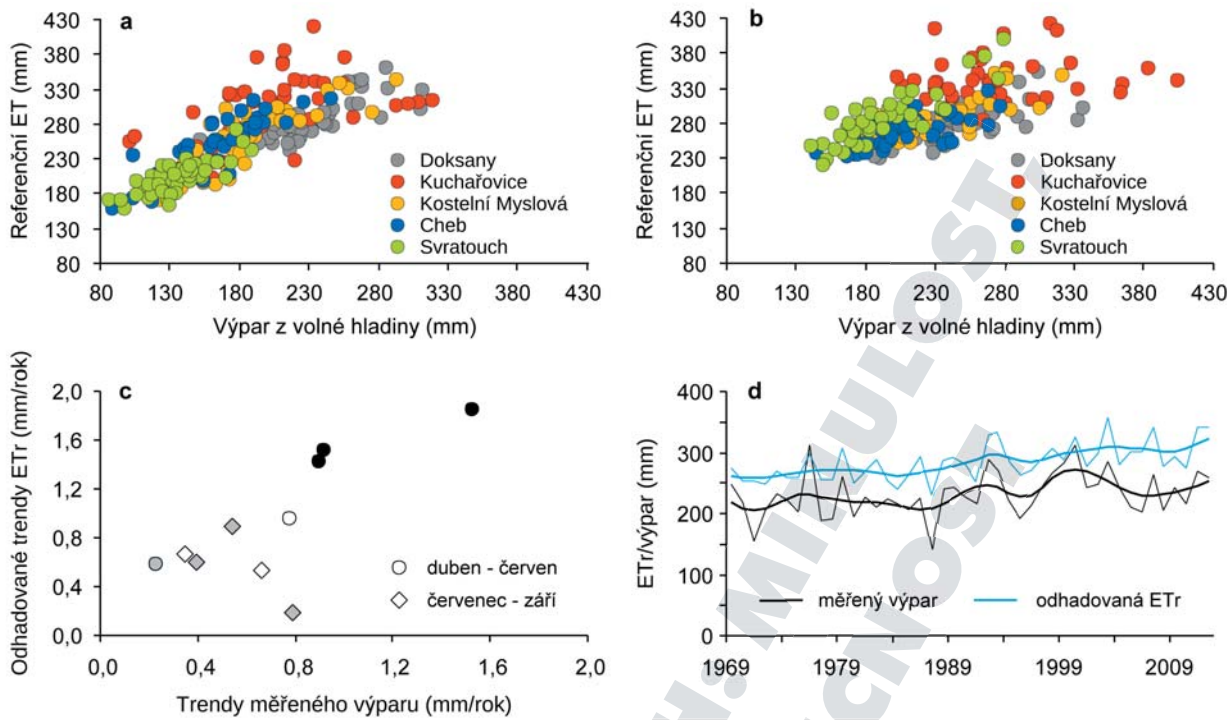 a
Referenční ET (mm)
430
380
330
280
230
180
130
80
Doksany
Kuchařovice
Kostelní Myslová
Cheb
Svratouch
80 130 180 230 280 330 380 430
Výpar z volné hladiny (mm)
b
Referenční ET (mm)
430
380
330
280
230
180
130
80
Doksany
Kuchařovice
Kostelní Myslová
Cheb
Svratouch
80 130 180 230 280 330 380 430
Výpar z volné hladiny (mm)
c
Odhadované trendy ETr (mm/rok)
2,0
1,6
1,2
0,8
0,4
0,0
duben - červen
červenec - září
0,0 0,4 0,8 1,2 1,6 2,0
Trendy měřeného výparu (mm/rok)
d
ETr/výpar (mm)
400
300
200
100
0
měřený výpar odhadovaná ETr
1969 1979 1989 1999 2009
H: MINULOST,
CNOST